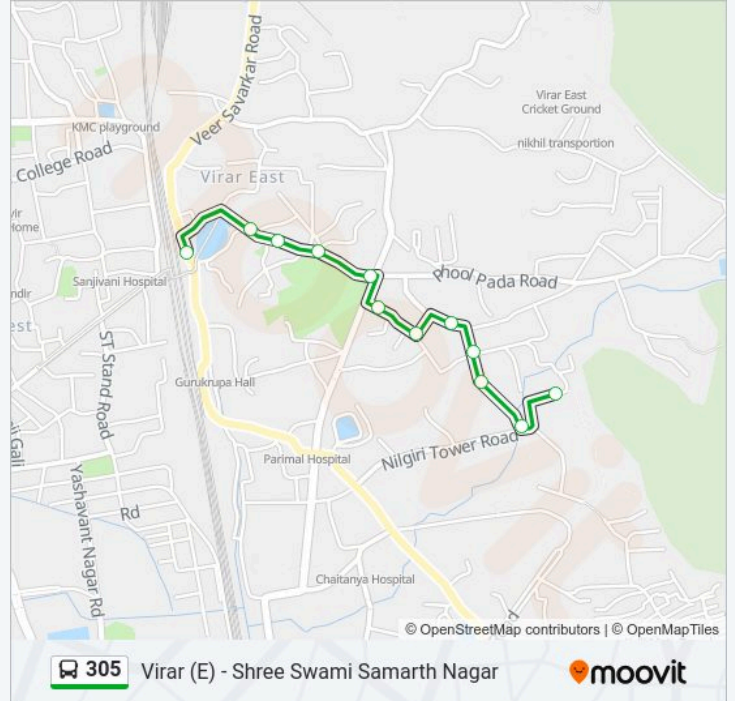 Veer Savarkar Road
Virar East
Cricket Ground
KMC playground
nikhil transportion
College Road
Virar East
Sanjivani Hospital
Phool Pada Road
ST Stand Road
Gurukrupa Hall
Parimal Hospital
Nilgiri Tower Road
Yashavant Nagar Rd
Rd
Chaitanya Hospital
© OpenStreetMap contributors | © OpenMapTiles
305 Virar (E) - Shree Swami Samarth Nagar
moovit